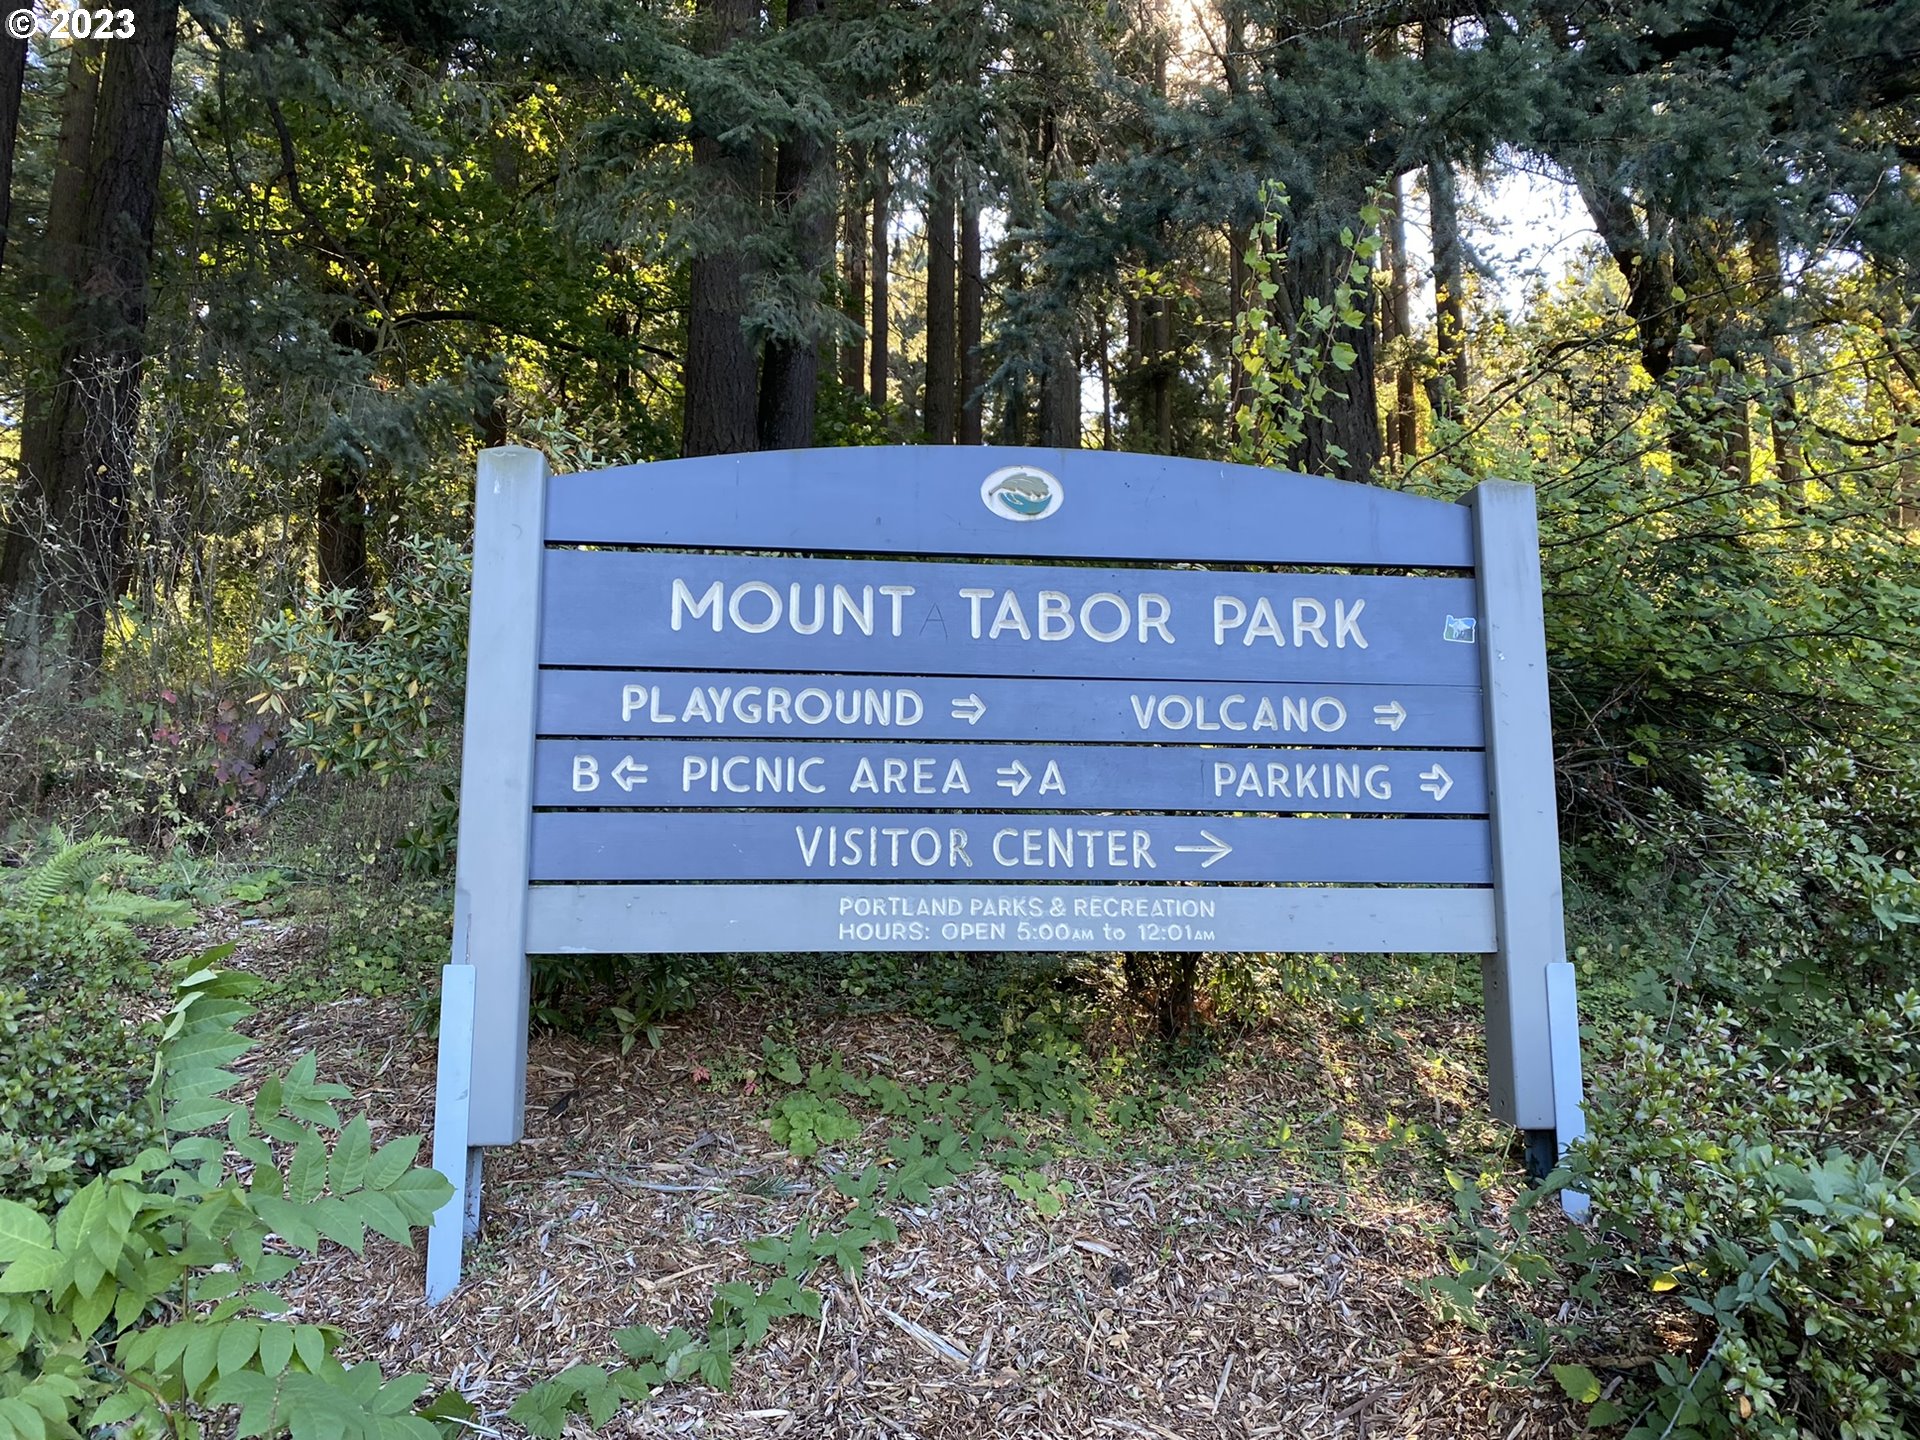 © 2023
MOUNT A TABOR PARK
PLAYGROUND ⇒ VOLCANO ⇒
B ⇐ PICNIC AREA ⇒ A PARKING ⇒
VISITOR CENTER →
PORTLAND PARKS & RECREATION
HOURS: OPEN 5:00AM to 12:01AM